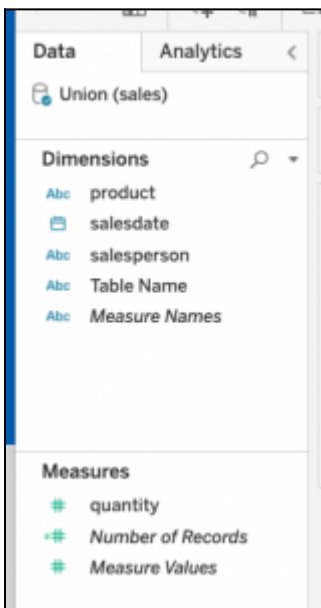 Data Analytics
Union (sales)
Dimensions
Abc product
salesdate
Abc salesperson
Abc Table Name
Abc Measure Names
Measures
# quantity
=# Number of Records
# Measure Values